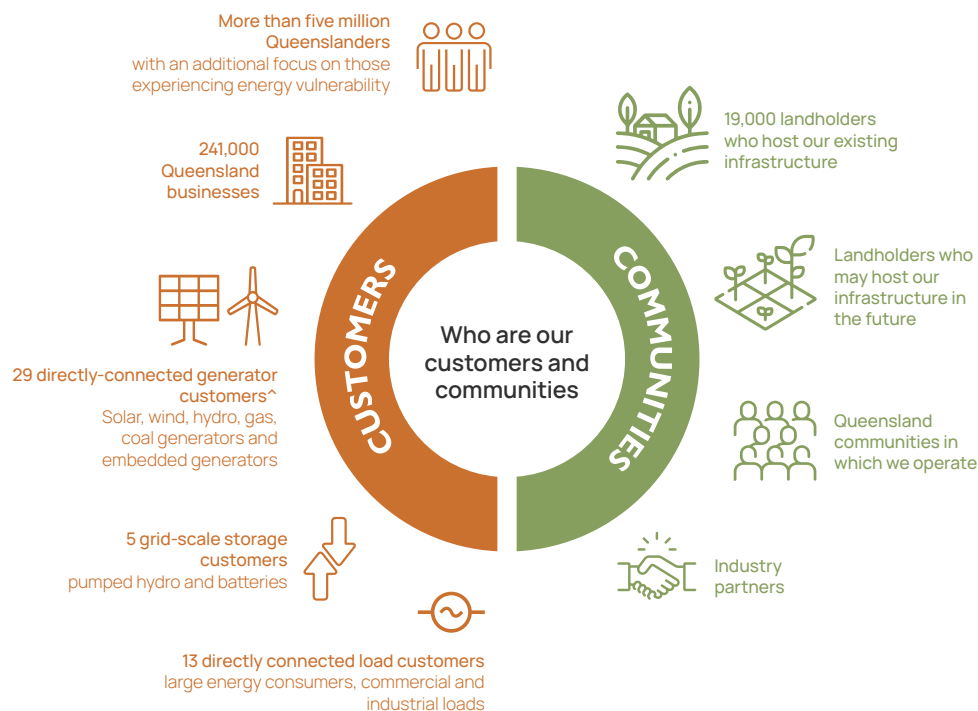 More than five million
Queenslanders
with an additional focus on those
experiencing energy vulnerability
241,000
Queensland
businesses
29 directly-connected generator
customers^
Solar, wind, hydro, gas,
coal generators and
embedded generators
5 grid-scale storage
customers
pumped hydro and batteries
13 directly connected load customers
large energy consumers, commercial and
industrial loads
CUSTOMERS
Who are our
customers and
communities
COMMUNITIES
19,000 landholders
who host our existing
infrastructure
Landholders who
may host our
infrastructure in
the future
Queensland
communities in
which we operate
Industry
partners